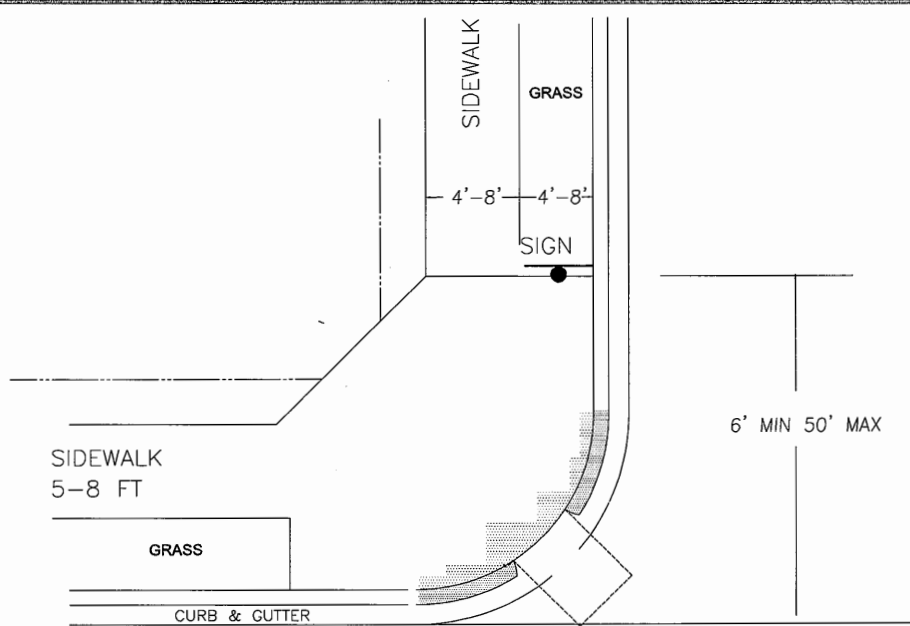 SIDEWALK
GRASS
4'-8'
4'-8'
SIGN
6' MIN 50' MAX
SIDEWALK
5-8 FT
GRASS
CURB & GUTTER